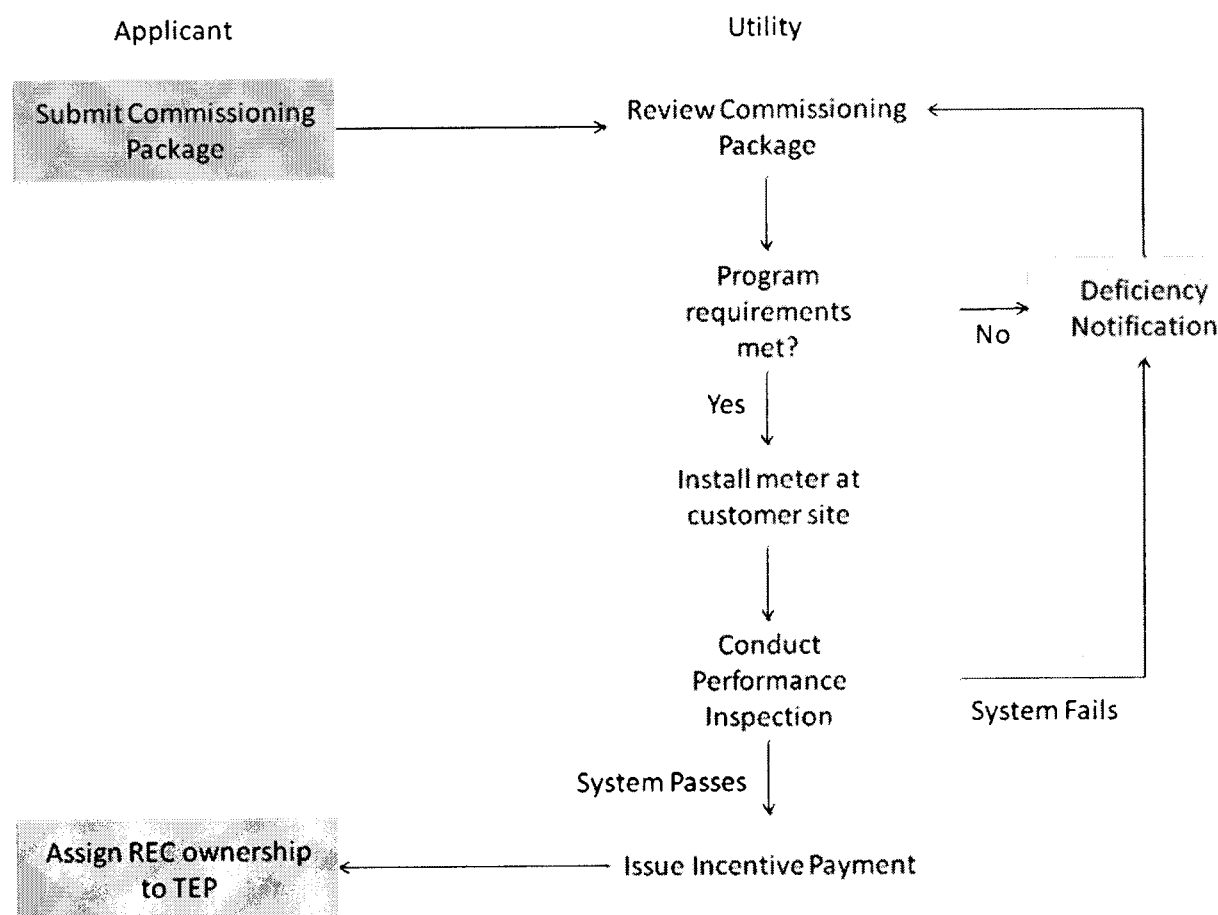 Applicant
Utility
Submit Commissioning
Package
Review Commissioning
Package
Program
requirements
met?
No
Deficiency
Notification
Yes
Install meter at
customer site
Conduct
Performance
Inspection
System Fails
System Passes
Assign REC ownership
to TEP
Issue Incentive Payment